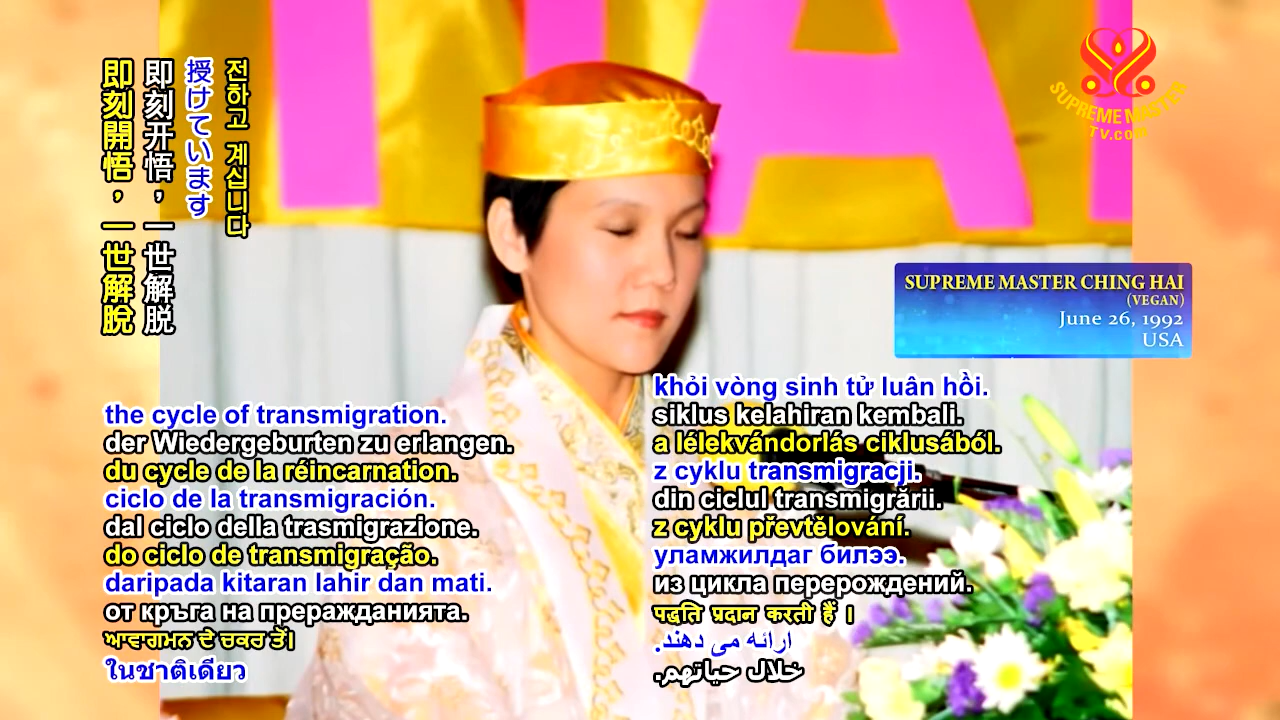 전하고 계십니다
授けています
即刻开悟，一世解脱
即刻開悟，一世解脫
SUPREME MASTER
TV.com
SUPREME MASTER CHING HAI
(VEGAN)
June 26, 1992
USA
the cycle of transmigration.
der Wiedergeburten zu erlangen.
du cycle de la réincarnation.
ciclo de la transmigración.
dal ciclo della trasmigrazione.
do ciclo de transmigração.
daripada kitaran lahir dan mati.
от кръга на преражданията.
ਆਵਾਗਮਨ ਦੇ ਚਕਰ ਤੋਂ।
ในชาติเดียว
khỏi vòng sinh tử luân hồi.
siklus kelahiran kembali.
a lélekvándorlás ciklusából.
z cyklu transmigracji.
din ciclul transmigrării.
z cyklu převtělování.
уламжилдаг билээ.
из цикла перерождений.
पद्धति प्रदान करती हैं ।
ارائه می دهند.
خلال حياتهم.